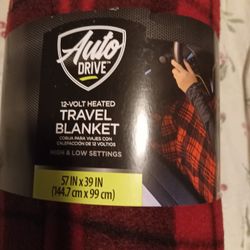 Auto
DRIVE™
12-VOLT HEATED
TRAVEL
BLANKET
COBIJA PARA VIAJES CON
CALEFACCIÓN DE 12 VOLTIOS
HIGH & LOW SETTINGS
57 IN x 39 IN
(144.7 cm x 99 cm)